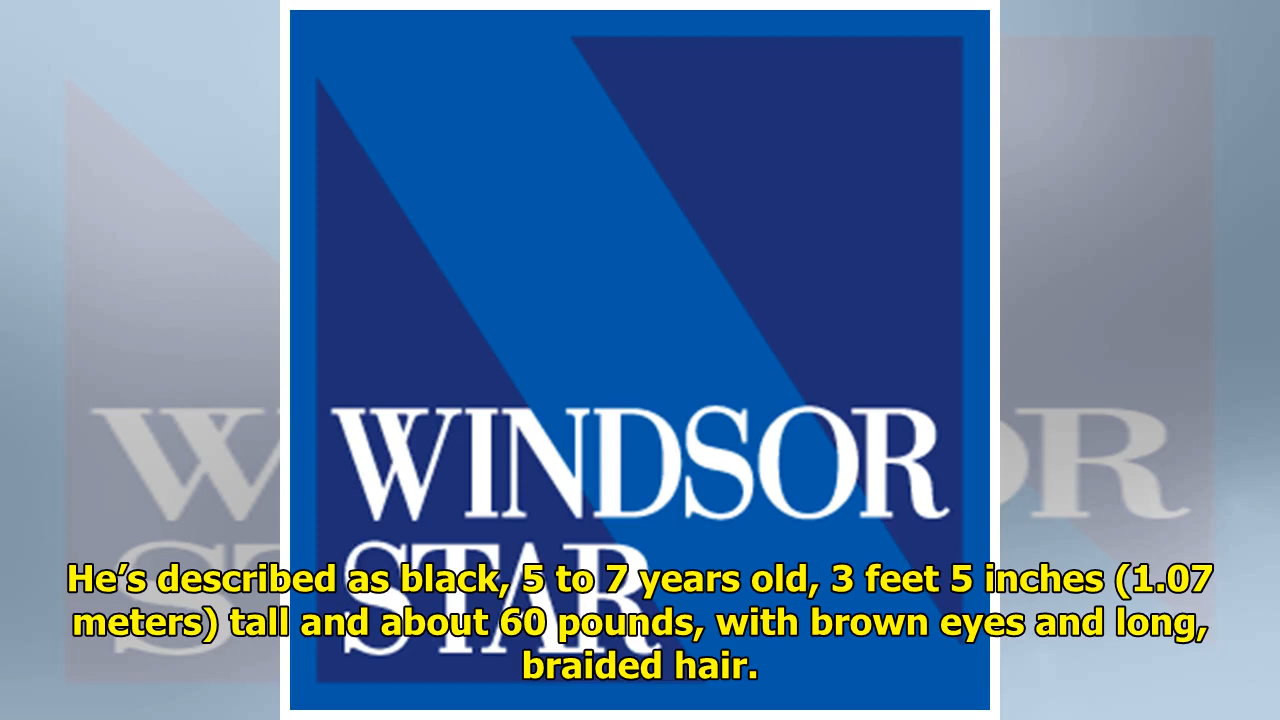 WINDSOR
STAR
He’s described as black, 5 to 7 years old, 3 feet 5 inches (1.07
meters) tall and about 60 pounds, with brown eyes and long,
braided hair.